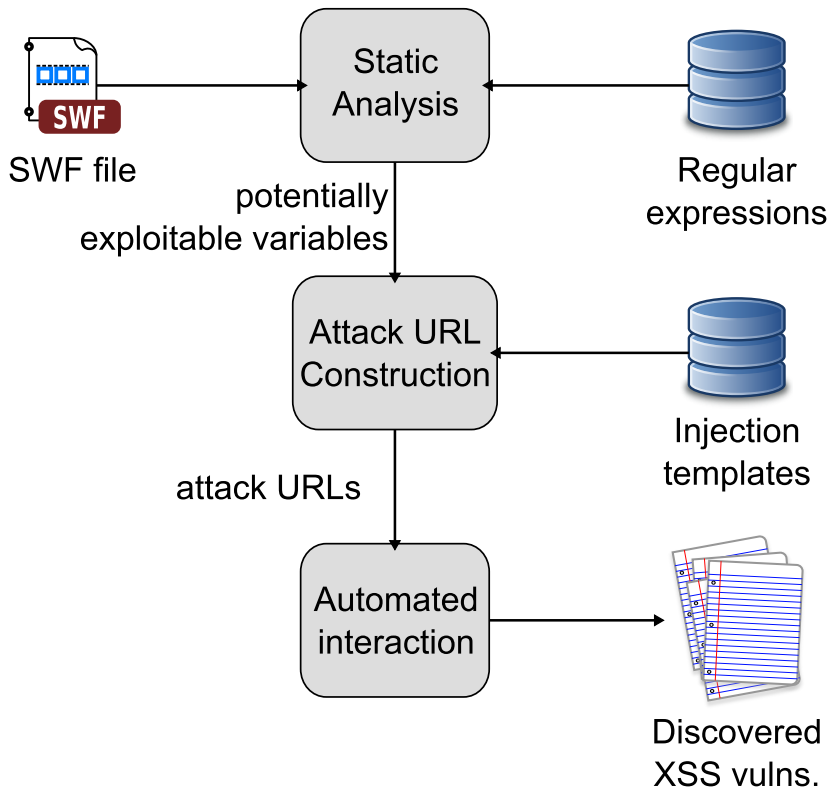 SWF
SWF file
Static
Analysis
Regular
expressions
potentially
exploitable variables
Attack URL
Construction
Injection
templates
attack URLs
Automated
interaction
Discovered
XSS vulns.